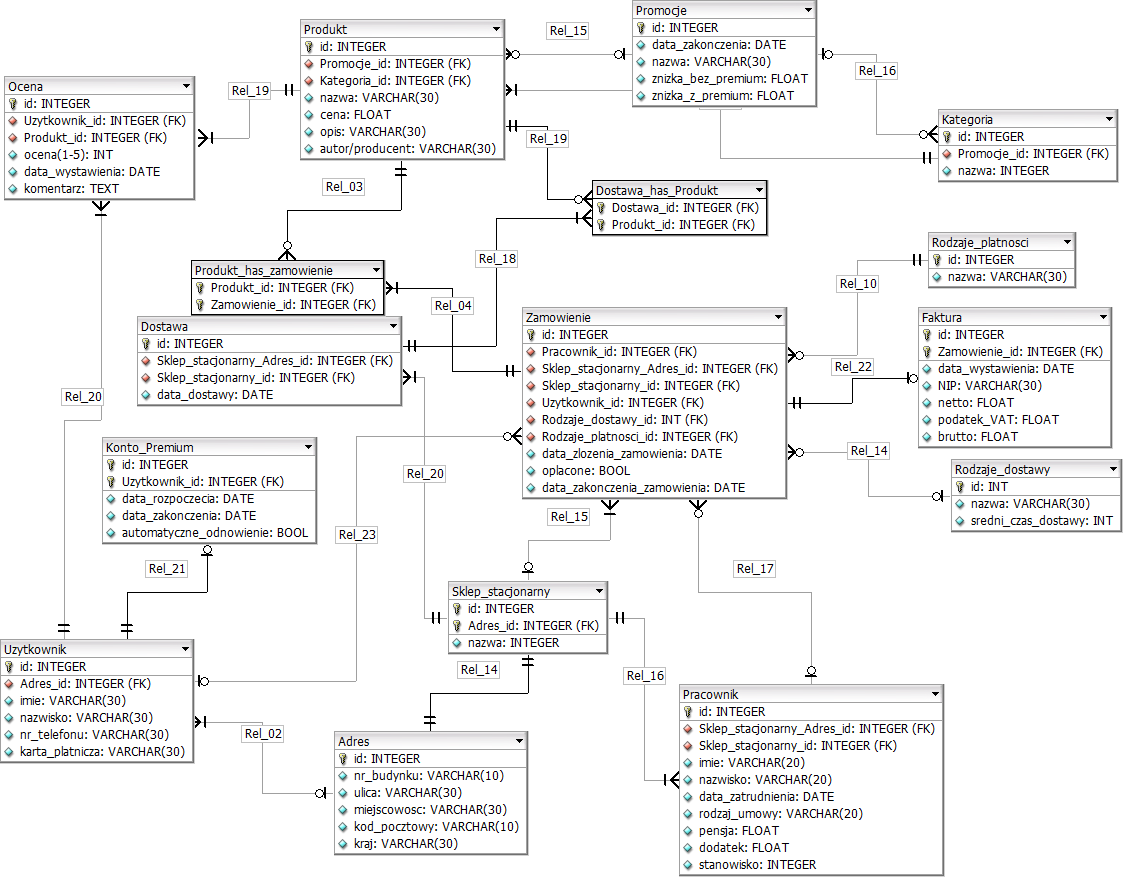 Promocje
id: INTEGER
data_zakonczenia: DATE
nazwa: VARCHAR(30)
znizka_bez_premium: FLOAT
znizka_z_premium: FLOAT
Produkt
id: INTEGER
Promocje_id: INTEGER (FK)
Kategoria_id: INTEGER (FK)
nazwa: VARCHAR(30)
cena: FLOAT
opis: VARCHAR(30)
autor/producent: VARCHAR(30)
Rel_15
Rel_16
Ocena
id: INTEGER
Uzytkownik_id: INTEGER (FK)
Produkt_id: INTEGER (FK)
ocena(1-5): INT
data_wystawienia: DATE
komentarz: TEXT
Rel_19
Kategoria
id: INTEGER
Promocje_id: INTEGER (FK)
nazwa: INTEGER
Rel_19
Rel_03
Dostawa_has_Produkt
Dostawa_id: INTEGER (FK)
Produkt_id: INTEGER (FK)
Rel_18
Rodzaje_platnosci
id: INTEGER
nazwa: VARCHAR(30)
Rel_10
Produkt_has_zamowienie
Produkt_id: INTEGER (FK)
Zamowienie_id: INTEGER (FK)
Rel_04
Dostawa
id: INTEGER
Sklep_stacjonarny_Adres_id: INTEGER (FK)
Sklep_stacjonarny_id: INTEGER (FK)
data_dostawy: DATE
Zamowienie
id: INTEGER
Pracownik_id: INTEGER (FK)
Sklep_stacjonarny_Adres_id: INTEGER (FK)
Sklep_stacjonarny_id: INTEGER (FK)
Uzytkownik_id: INTEGER (FK)
Rodzaje_dostawy_id: INT (FK)
Rodzaje_platnosci_id: INTEGER (FK)
data_zlozenia_zamowienia: DATE
oplacone: BOOL
data_zakonczenia_zamowienia: DATE
Faktura
id: INTEGER
Zamowienie_id: INTEGER (FK)
data_wystawienia: DATE
NIP: VARCHAR(30)
netto: FLOAT
podatek_VAT: FLOAT
brutto: FLOAT
Rel_22
Rel_20
Rel_14
Konto_Premium
id: INTEGER
Uzytkownik_id: INTEGER (FK)
data_rozpoczecia: DATE
data_zakonczenia: DATE
automatyczne_odnowienie: BOOL
Rodzaje_dostawy
id: INT
nazwa: VARCHAR(30)
sredni_czas_dostawy: INT
Rel_20
Rel_15
Rel_23
Rel_21
Rel_17
Sklep_stacjonarny
id: INTEGER
Adres_id: INTEGER (FK)
nazwa: INTEGER
Uzytkownik
id: INTEGER
Adres_id: INTEGER (FK)
imie: VARCHAR(30)
nazwisko: VARCHAR(30)
nr_telefonu: VARCHAR(30)
karta_platnicza: VARCHAR(30)
Rel_14
Rel_16
Rel_02
Pracownik
id: INTEGER
Sklep_stacjonarny_Adres_id: INTEGER (FK)
Sklep_stacjonarny_id: INTEGER (FK)
imie: VARCHAR(20)
nazwisko: VARCHAR(20)
data_zatrudnienia: DATE
rodzaj_umowy: VARCHAR(20)
pensja: FLOAT
dodatek: FLOAT
stanowisko: INTEGER
Adres
id: INTEGER
nr_budynku: VARCHAR(10)
ulica: VARCHAR(30)
miejscowosc: VARCHAR(30)
kod_pocztowy: VARCHAR(10)
kraj: VARCHAR(30)